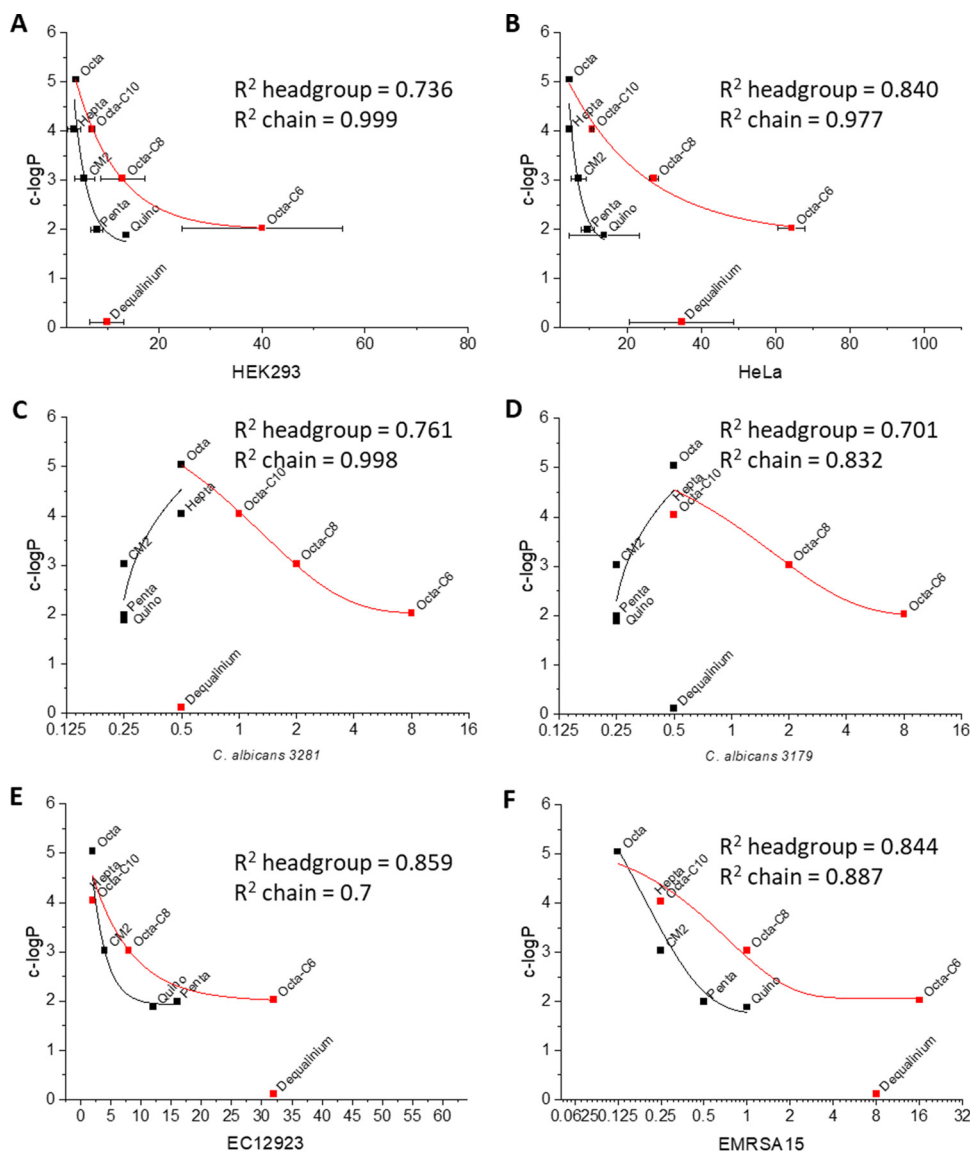 A
R² headgroup = 0.736
R² chain = 0.999
c-logP
6
5
4
3
2
1
0
Octa
Hepta
Octa-C10
CM2
Octa-C8
Penta
Quino
Octa-C6
Dequalinium
20
40
60
80
HEK293
B
R² headgroup = 0.840
R² chain = 0.977
c-logP
6
5
4
3
2
1
0
Octa
Hepta
Octa-C10
CM2
Octa-C8
Penta
Quino
Octa-C6
Dequalinium
20
40
60
80
100
HeLa
C
R² headgroup = 0.761
R² chain = 0.998
c-logP
6
5
4
3
2
1
0
Octa
Hepta
Octa-C10
CM2
Octa-C8
Penta
Quino
Octa-C6
Dequalinium
0.125
0.25
0.5
1
2
4
8
16
C. albicans 3281
D
R² headgroup = 0.701
R² chain = 0.832
c-logP
6
5
4
3
2
1
0
Octa
Hepta
Octa-C10
CM2
Octa-C8
Penta
Quino
Octa-C6
Dequalinium
0.125
0.25
0.5
1
2
4
8
16
C. albicans 3179
E
R² headgroup = 0.859
R² chain = 0.7
c-logP
6
5
4
3
2
1
0
Octa
Hepta
Octa-C10
CM2
Octa-C8
Quino
Penta
Octa-C6
Dequalinium
0
5
10
15
20
25
30
35
40
45
50
55
60
EC12923
F
R² headgroup = 0.844
R² chain = 0.887
c-logP
6
5
4
3
2
1
0
Octa
Hepta
Octa-C10
CM2
Octa-C8
Penta
Quino
Octa-C6
Dequalinium
0.0625
0.125
0.25
0.5
1
2
4
8
16
32
EMRSA15